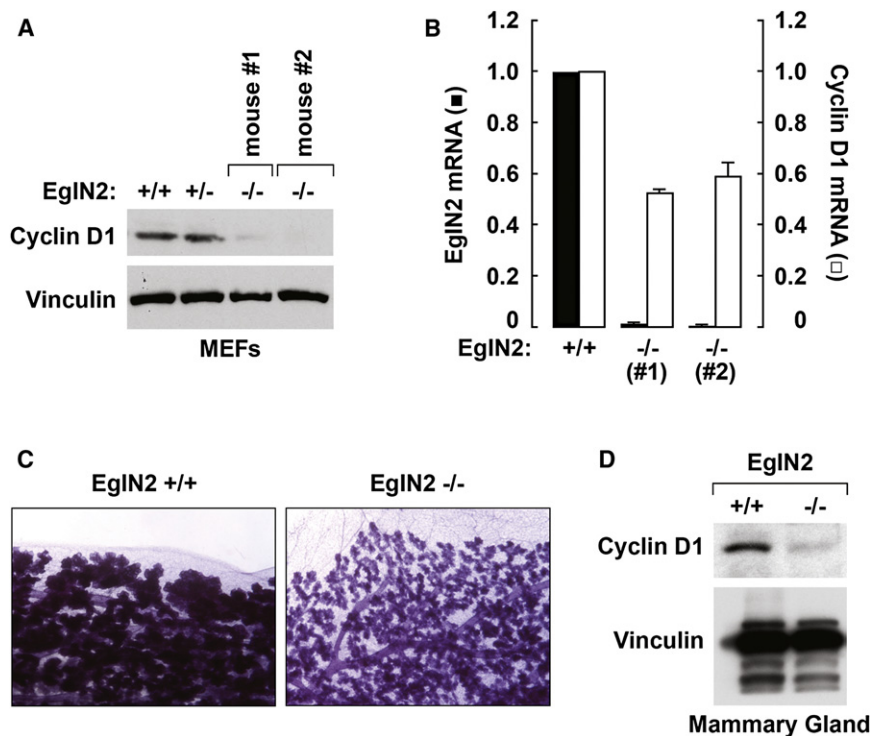 A
mouse #1
mouse #2
EglN2: +/+ +/- -/- -/-
Cyclin D1
Vinculin
MEFs
B
EglN2 mRNA (■)
1.2
1.0
0.8
0.6
0.4
0.2
0
1.2
1.0
0.8
0.6
0.4
0.2
0
Cyclin D1 mRNA (□)
EglN2: +/+ -/- -/-
(#1) (#2)
C
EglN2 +/+
EglN2 -/-
D
EglN2
+/+ -/-
Cyclin D1
Vinculin
Mammary Gland